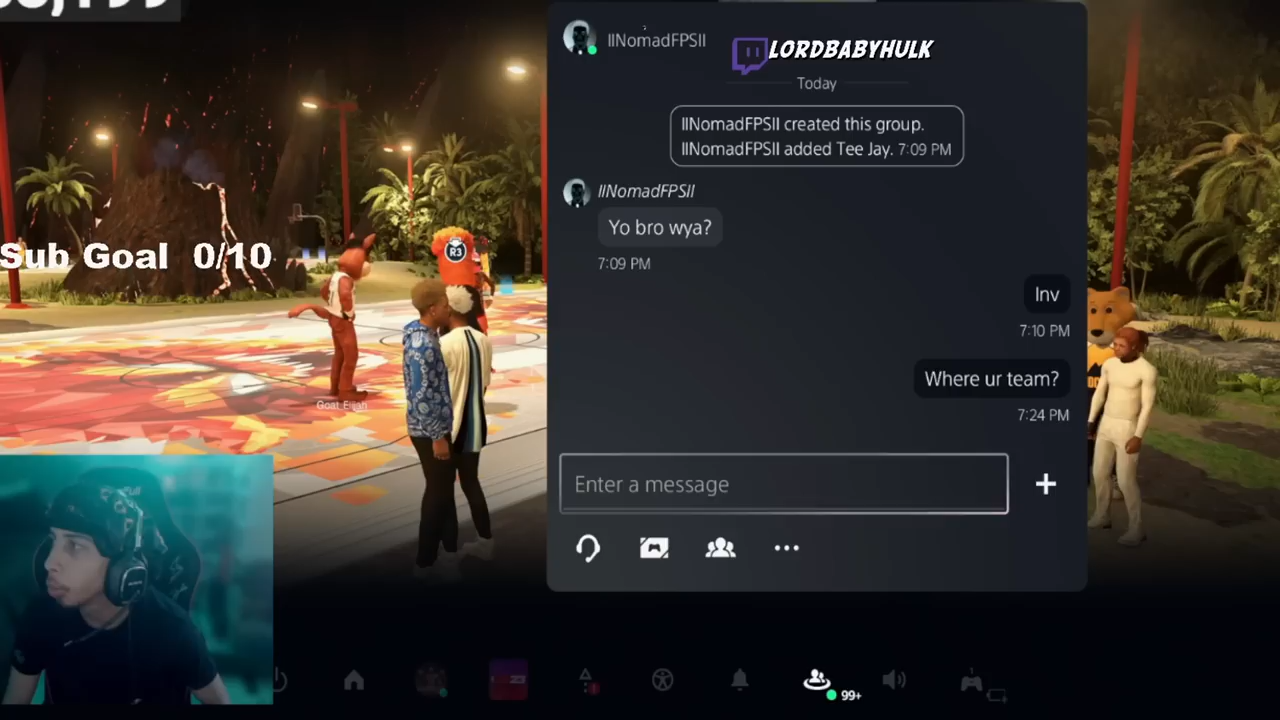 IINomadFPSII
LORDBABYHULK
Today
IINomadFPSII created this group.
IINomadFPSII added Tee Jay. 7:09 PM
IINomadFPSII
Yo bro wya?
7:09 PM
Inv
7:10 PM
Where ur team?
7:24 PM
Enter a message
Sub Goal 0/10
R3
Goat Elijah
23
99+